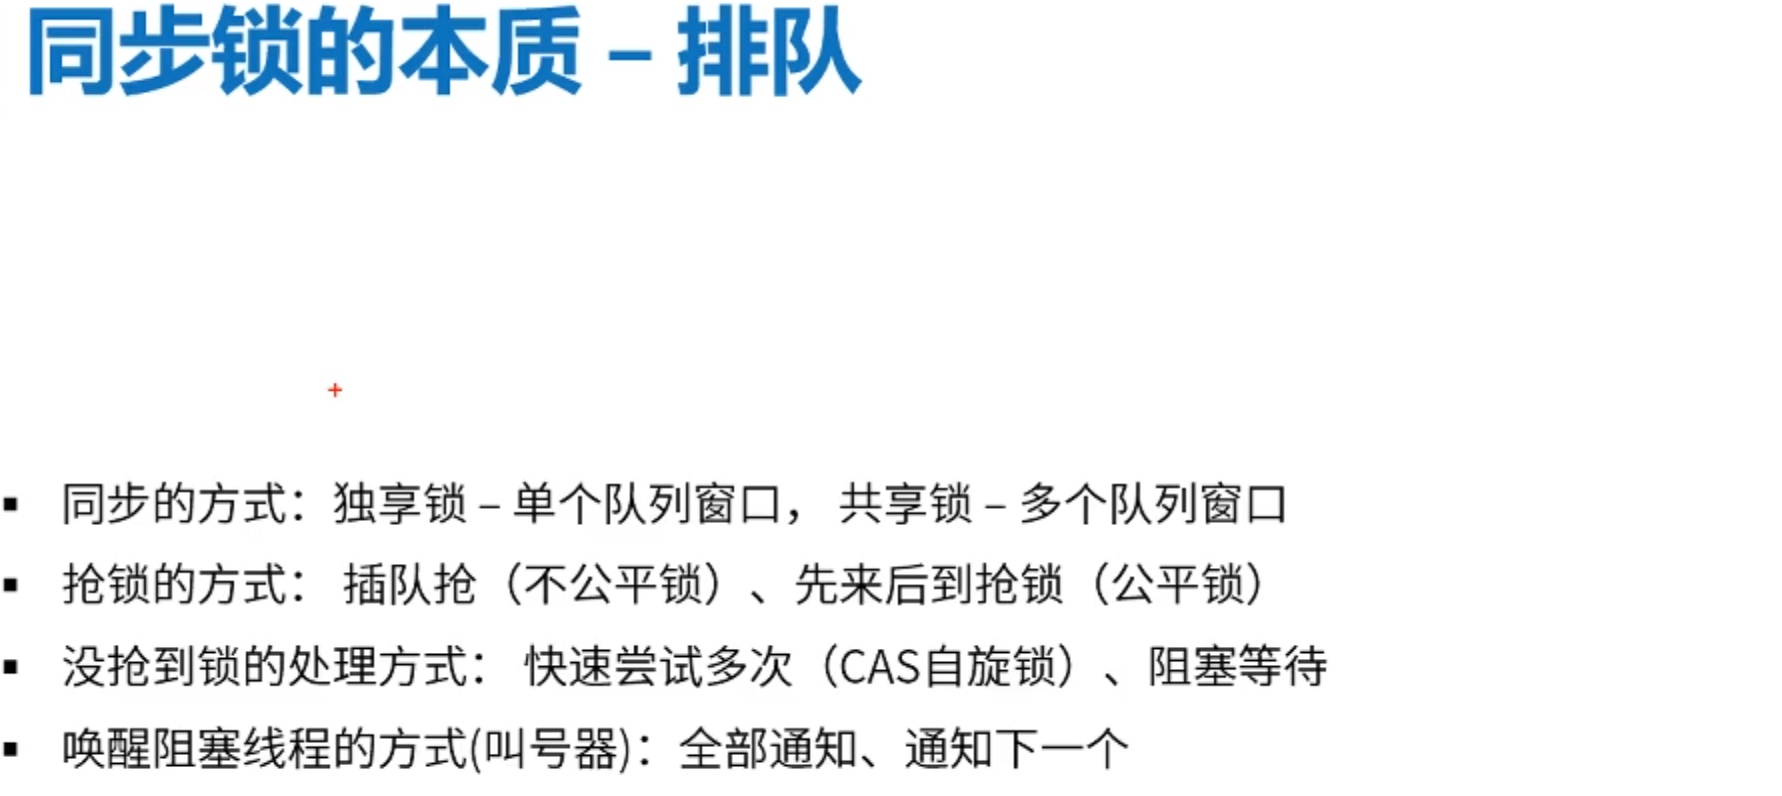 同步锁的本质 – 排队
▪ 同步的方式：独享锁 – 单个队列窗口， 共享锁 – 多个队列窗口
▪ 抢锁的方式： 插队抢（不公平锁）、先来后到抢锁（公平锁）
▪ 没抢到锁的处理方式： 快速尝试多次（CAS自旋锁）、阻塞等待
▪ 唤醒阻塞线程的方式(叫号器)：全部通知、通知下一个